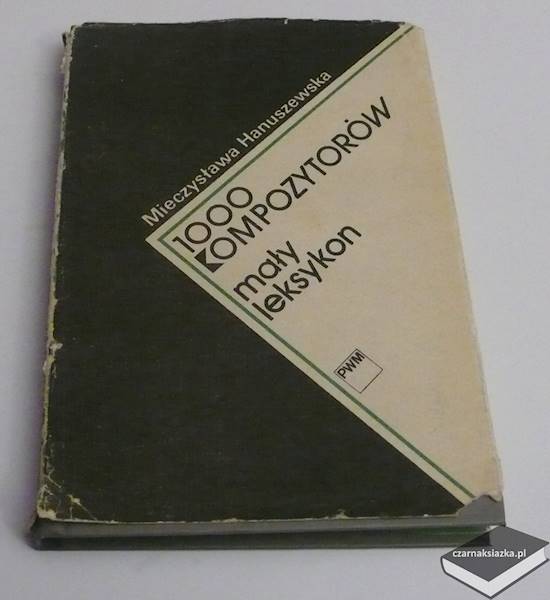 Mieczysława Hanuszewska
1000
KOMPOZYTORÓW
mały
leksykon
PWM
czarnaksiazka.pl